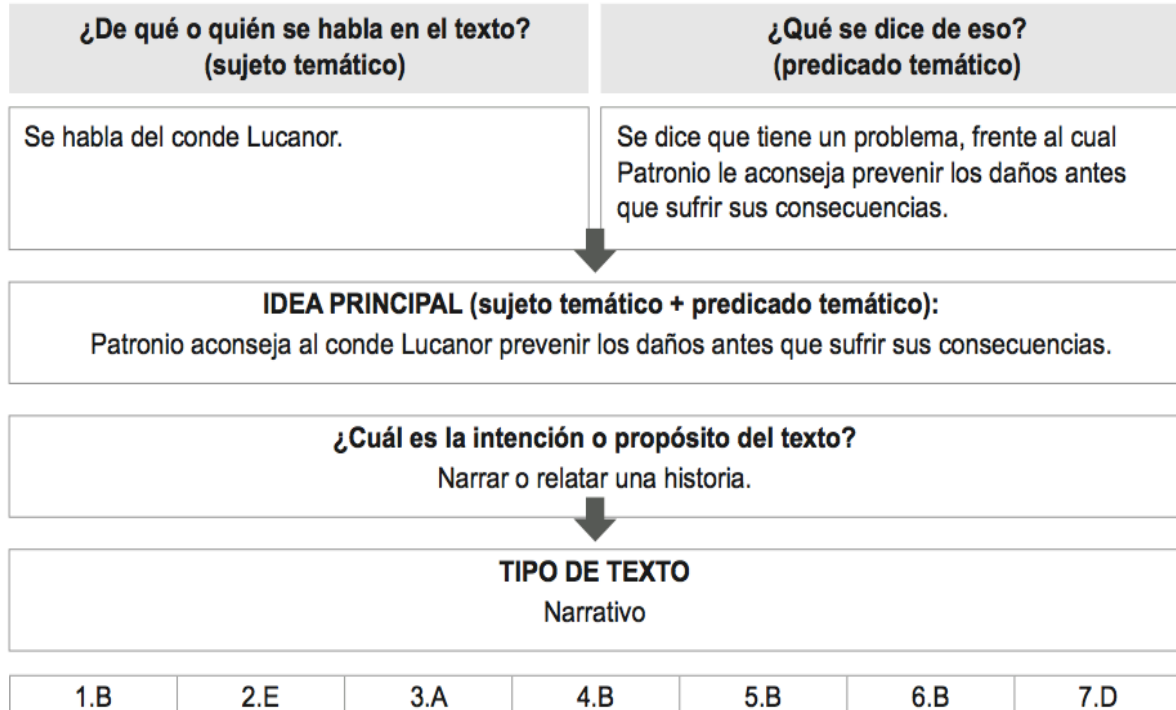 ¿De qué o quién se habla en el texto?
(sujeto temático)
¿Qué se dice de eso?
(predicado temático)
Se habla del conde Lucanor.
Se dice que tiene un problema, frente al cual
Patronio le aconseja prevenir los daños antes
que sufrir sus consecuencias.
IDEA PRINCIPAL (sujeto temático + predicado temático):
Patronio aconseja al conde Lucanor prevenir los daños antes que sufrir sus consecuencias.
¿Cuál es la intención o propósito del texto?
Narrar o relatar una historia.
TIPO DE TEXTO
Narrativo
1.B 2.E 3.A 4.B 5.B 6.B 7.D